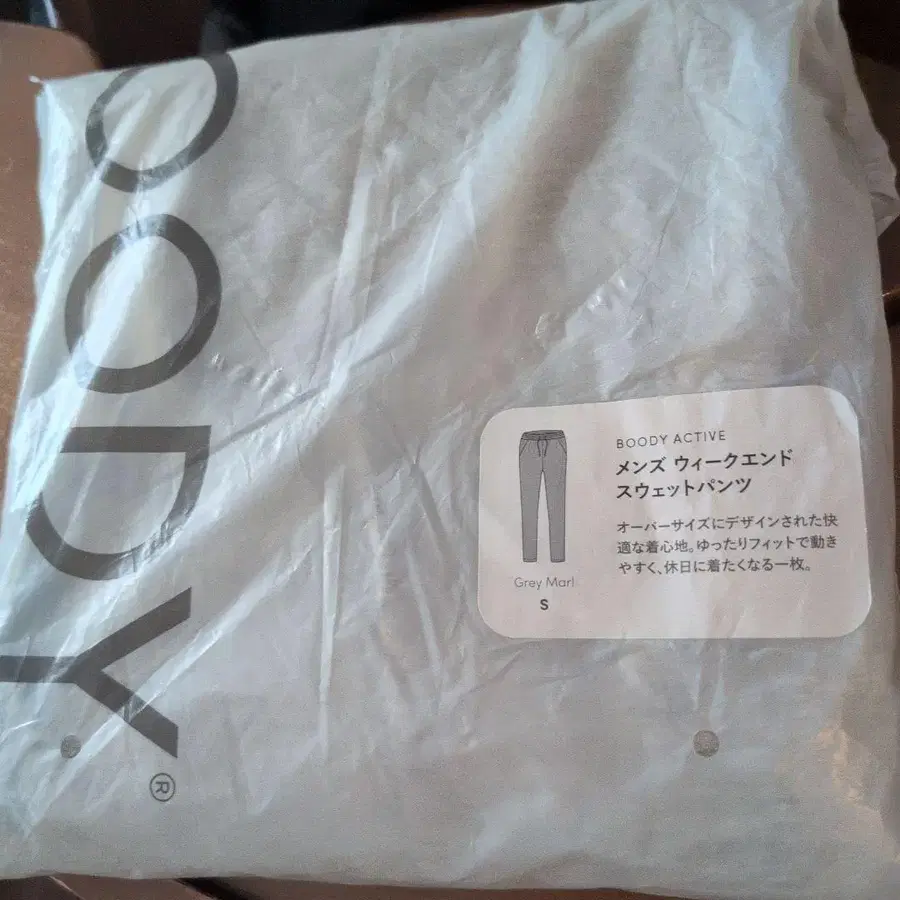 OODY®
BOODY ACTIVE
メンズ ウィークエンド
スウェットパンツ
オーバーサイズにデザインされた快
適な着心地。ゆったりフィットで動き
やすく、休日に着たくなる一枚。
Grey Marl
S